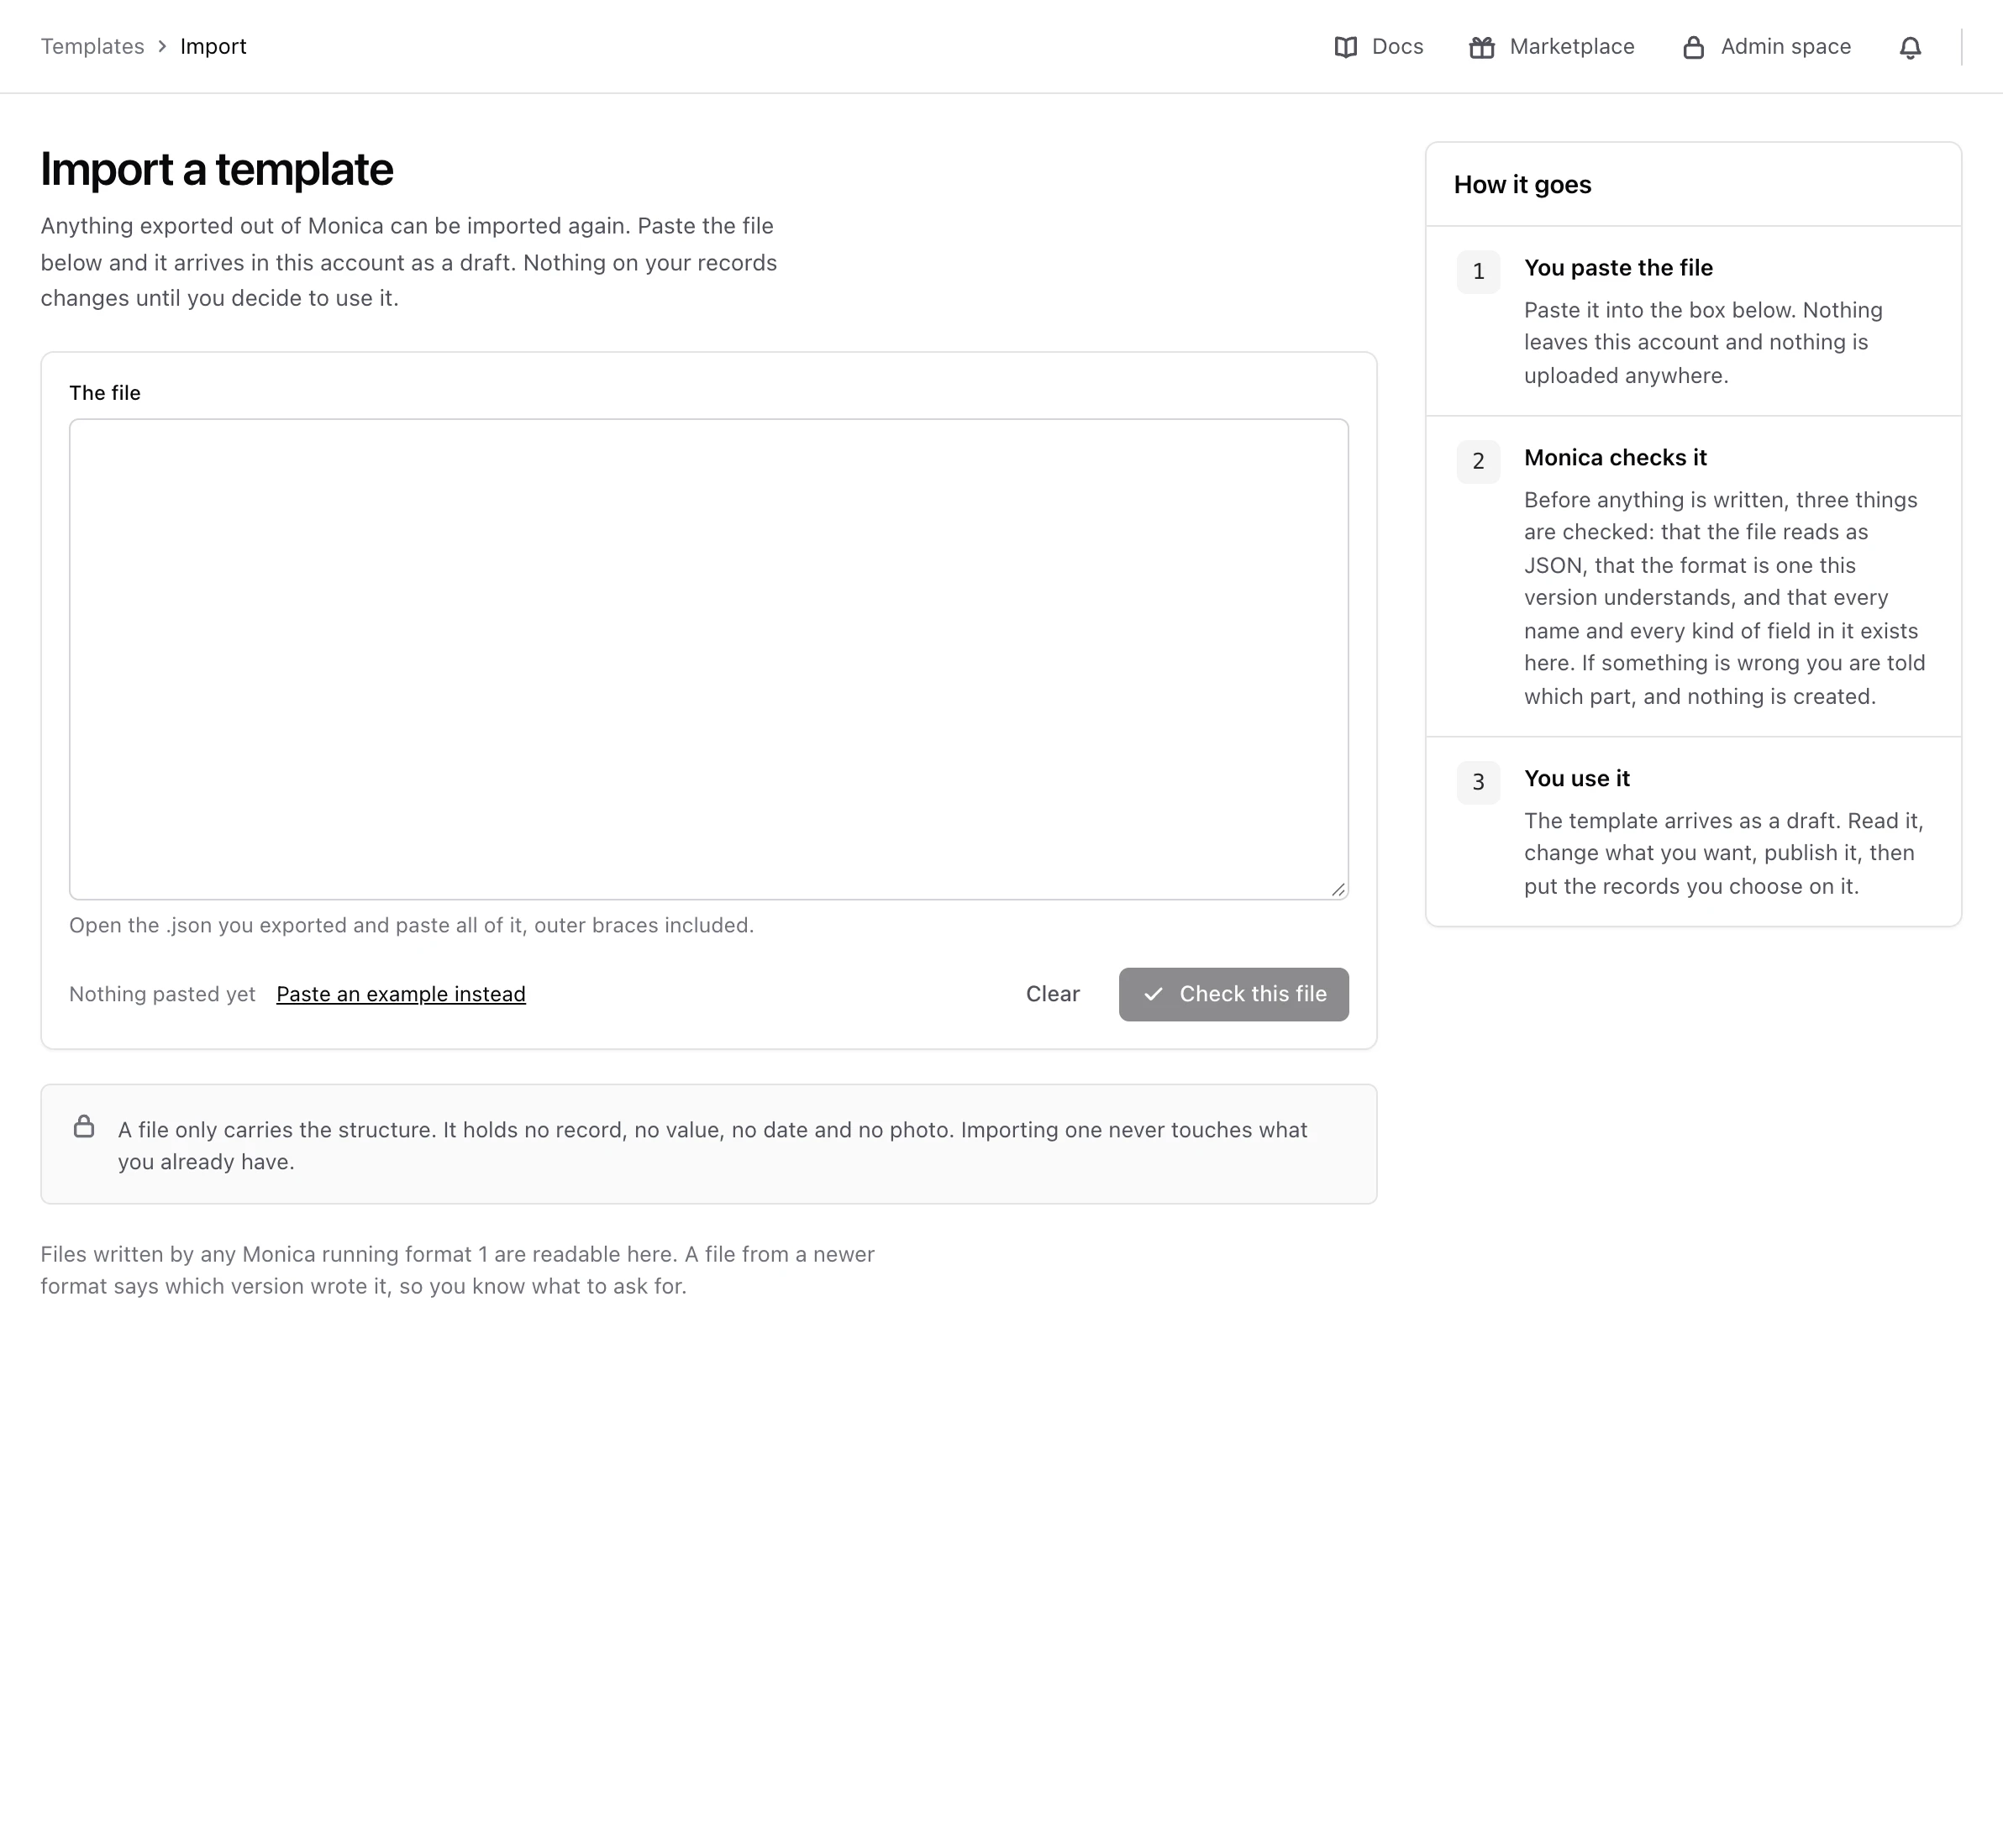 Templates > Import
Docs
Marketplace
Admin space
Import a template
Anything exported out of Monica can be imported again. Paste the file
below and it arrives in this account as a draft. Nothing on your records
changes until you decide to use it.
The file
Open the .json you exported and paste all of it, outer braces included.
Nothing pasted yet
Paste an example instead
Clear
Check this file
A file only carries the structure. It holds no record, no value, no date and no photo. Importing one never touches what
you already have.
Files written by any Monica running format 1 are readable here. A file from a newer
format says which version wrote it, so you know what to ask for.
How it goes
1
You paste the file
Paste it into the box below. Nothing
leaves this account and nothing is
uploaded anywhere.
2
Monica checks it
Before anything is written, three things
are checked: that the file reads as
JSON, that the format is one this
version understands, and that every
name and every kind of field in it exists
here. If something is wrong you are told
which part, and nothing is created.
3
You use it
The template arrives as a draft. Read it,
change what you want, publish it, then
put the records you choose on it.